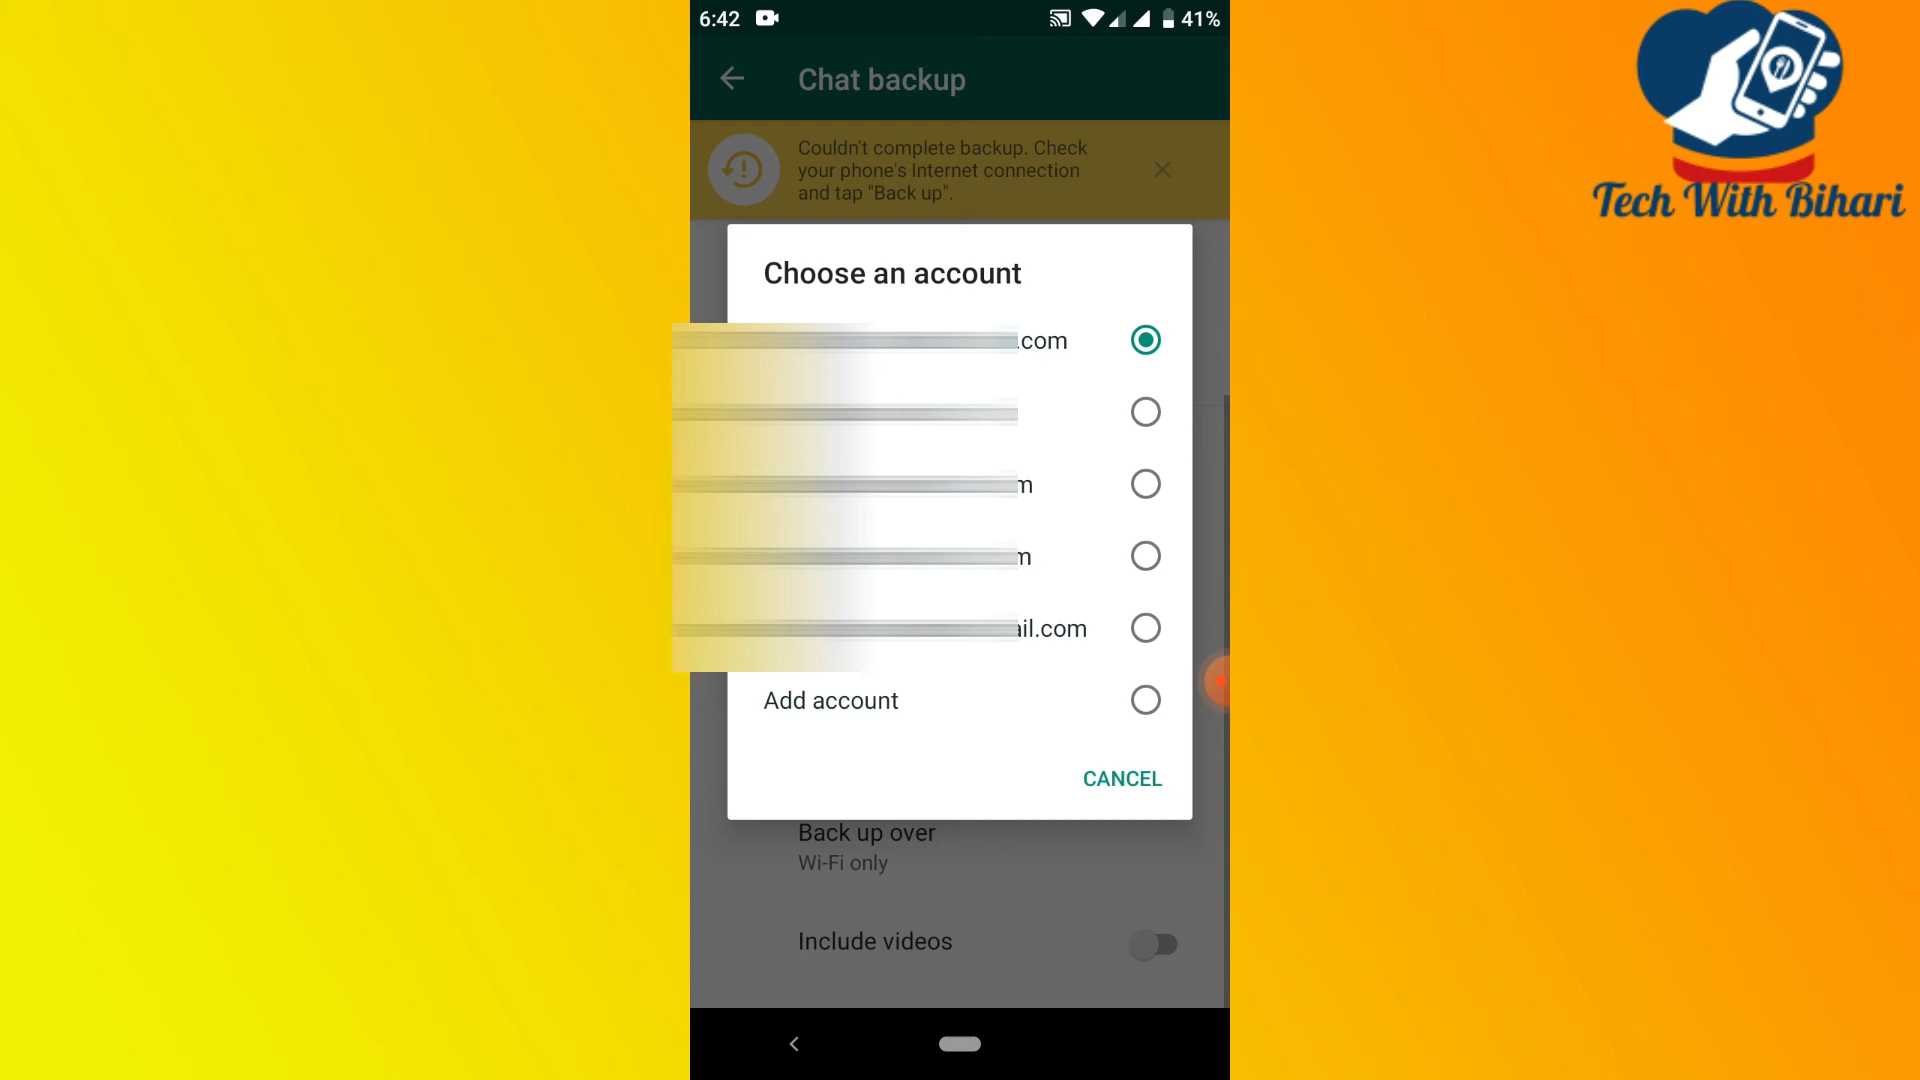 6:42
41%
Chat backup
Couldn't complete backup. Check
your phone's Internet connection
and tap "Back up".
Choose an account
.com
m
m
ail.com
Add account
CANCEL
Back up over
Wi-Fi only
Include videos
Tech With Bihari